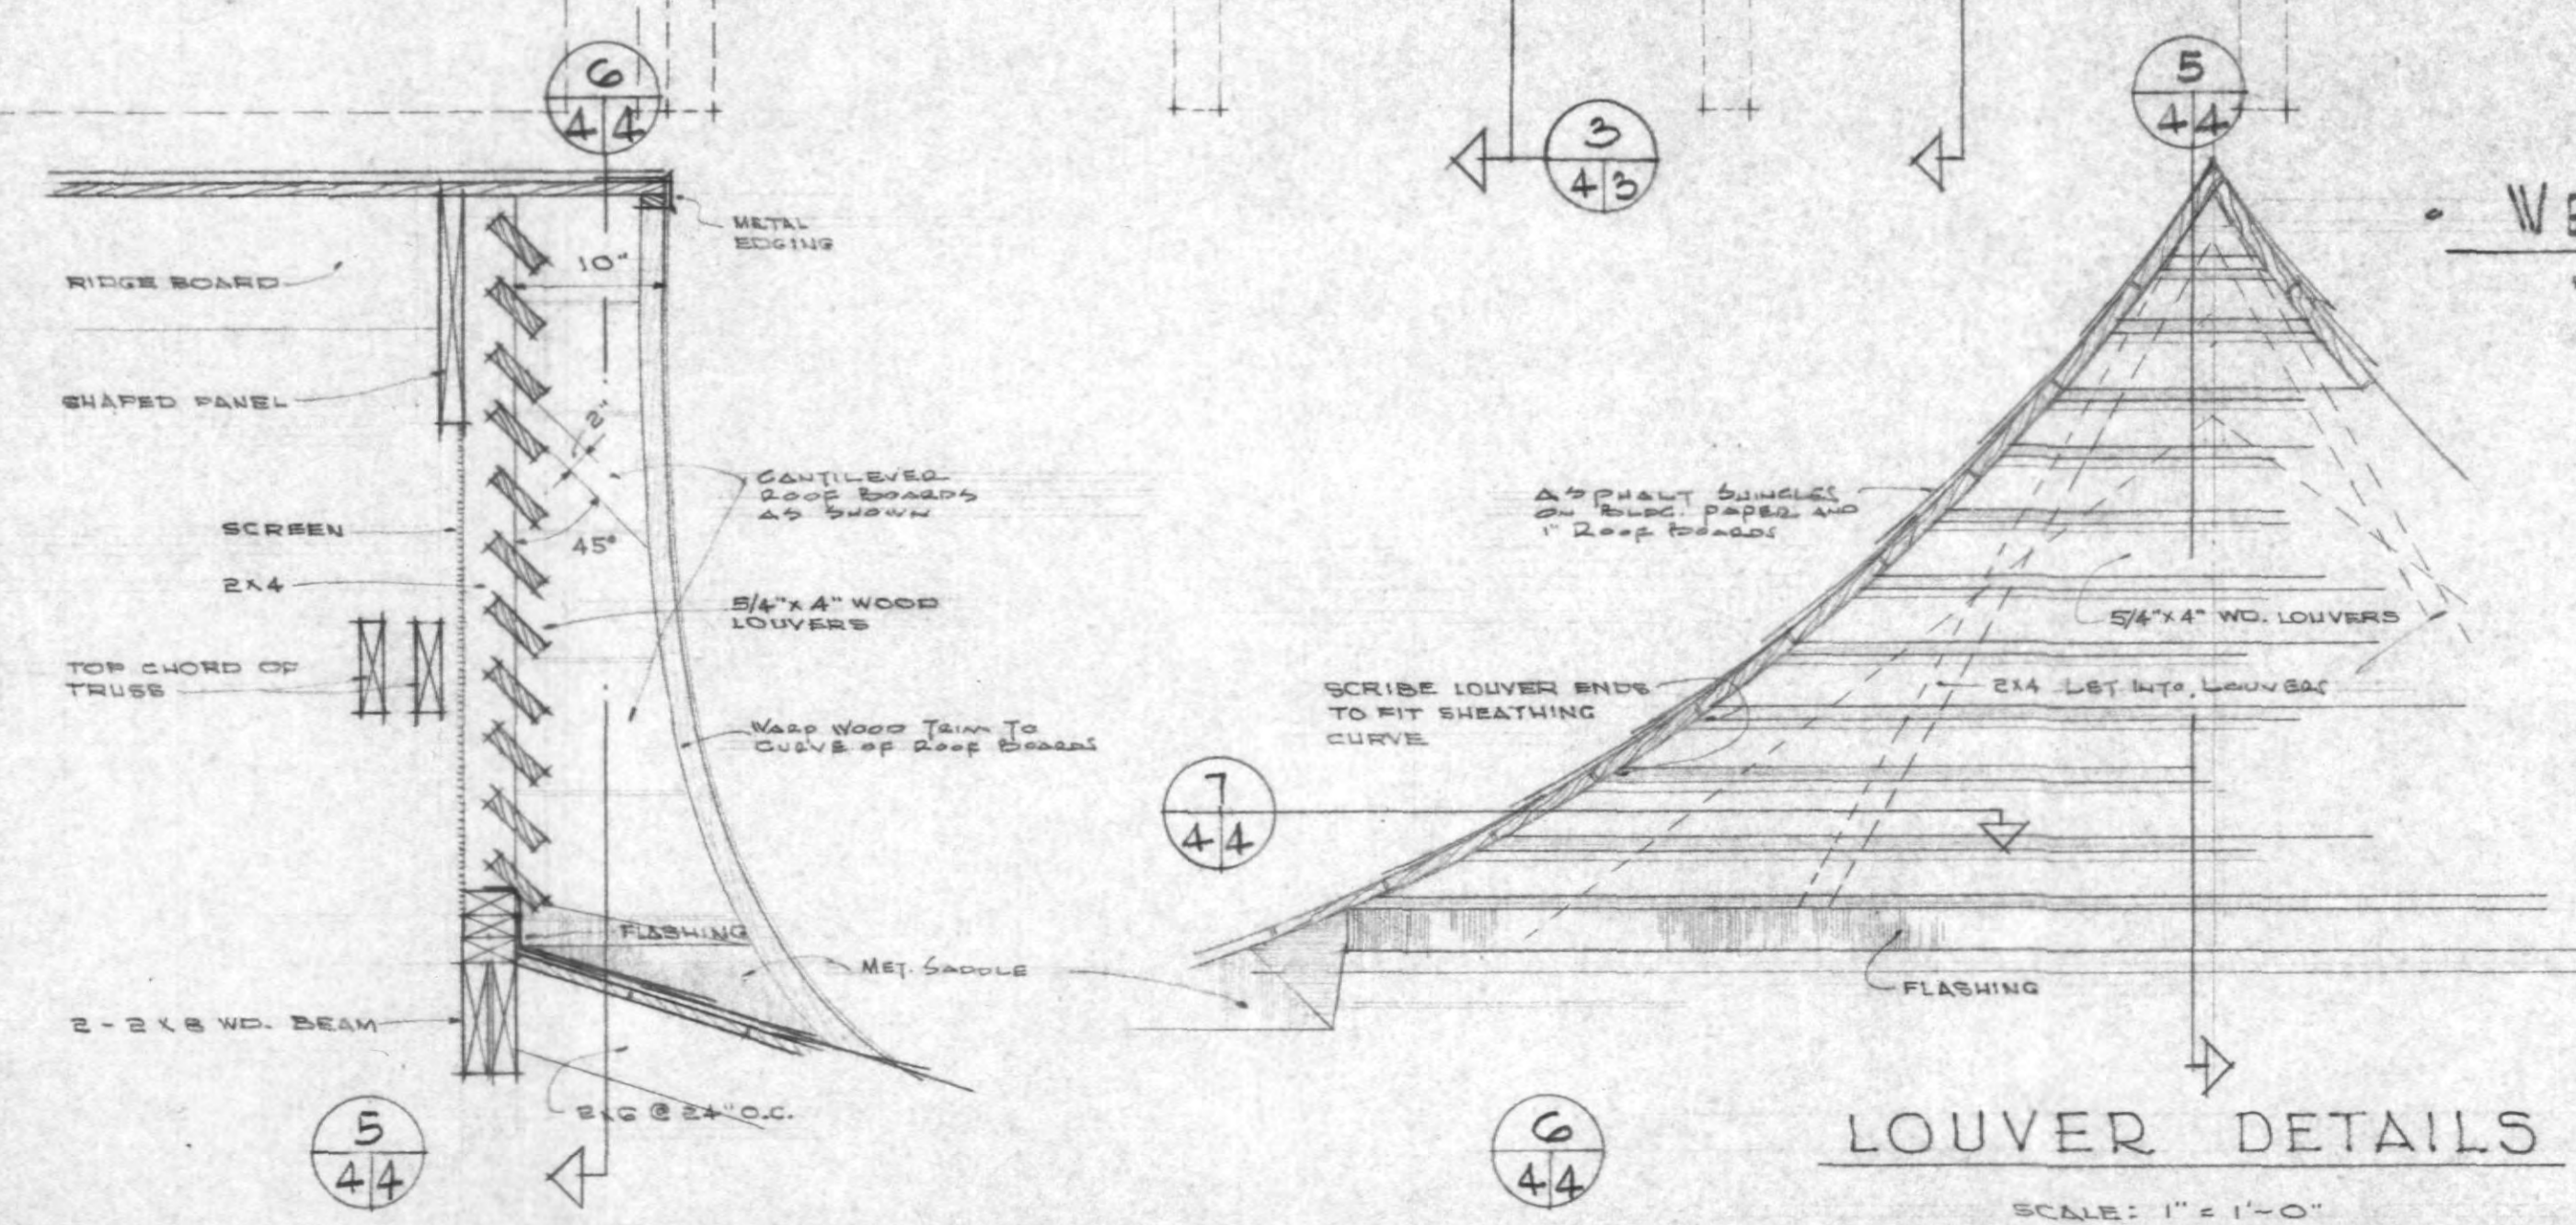 6
4 4
METAL
EDGING
10"
RIDGE BOARD
SHAPED PANEL
2"
CANTILEVER
ROOF BOARDS
AS SHOWN
SCREEN
45°
2X4
5/4"X 4" WOOD
LOUVERS
TOP CHORD OF
TRUSS
WARP WOOD TRIM TO
CURVE OF ROOF BOARDS
FLASHING
MET. SADDLE
2 - 2 X 8 WD. BEAM
2X6 @ 24" O.C.
5
4 4
3
4 3
5
4 4
ASPHALT SHINGLES
ON BLDG. PAPER AND
1" ROOF BOARDS
5/4"X 4" WD. LOUVERS
SCRIBE LOUVER ENDS
TO FIT SHEATHING
CURVE
2X4 LET INTO LOUVERS
7
4 4
FLASHING
6
4 4
LOUVER DETAILS
SCALE: 1" = 1'-0"